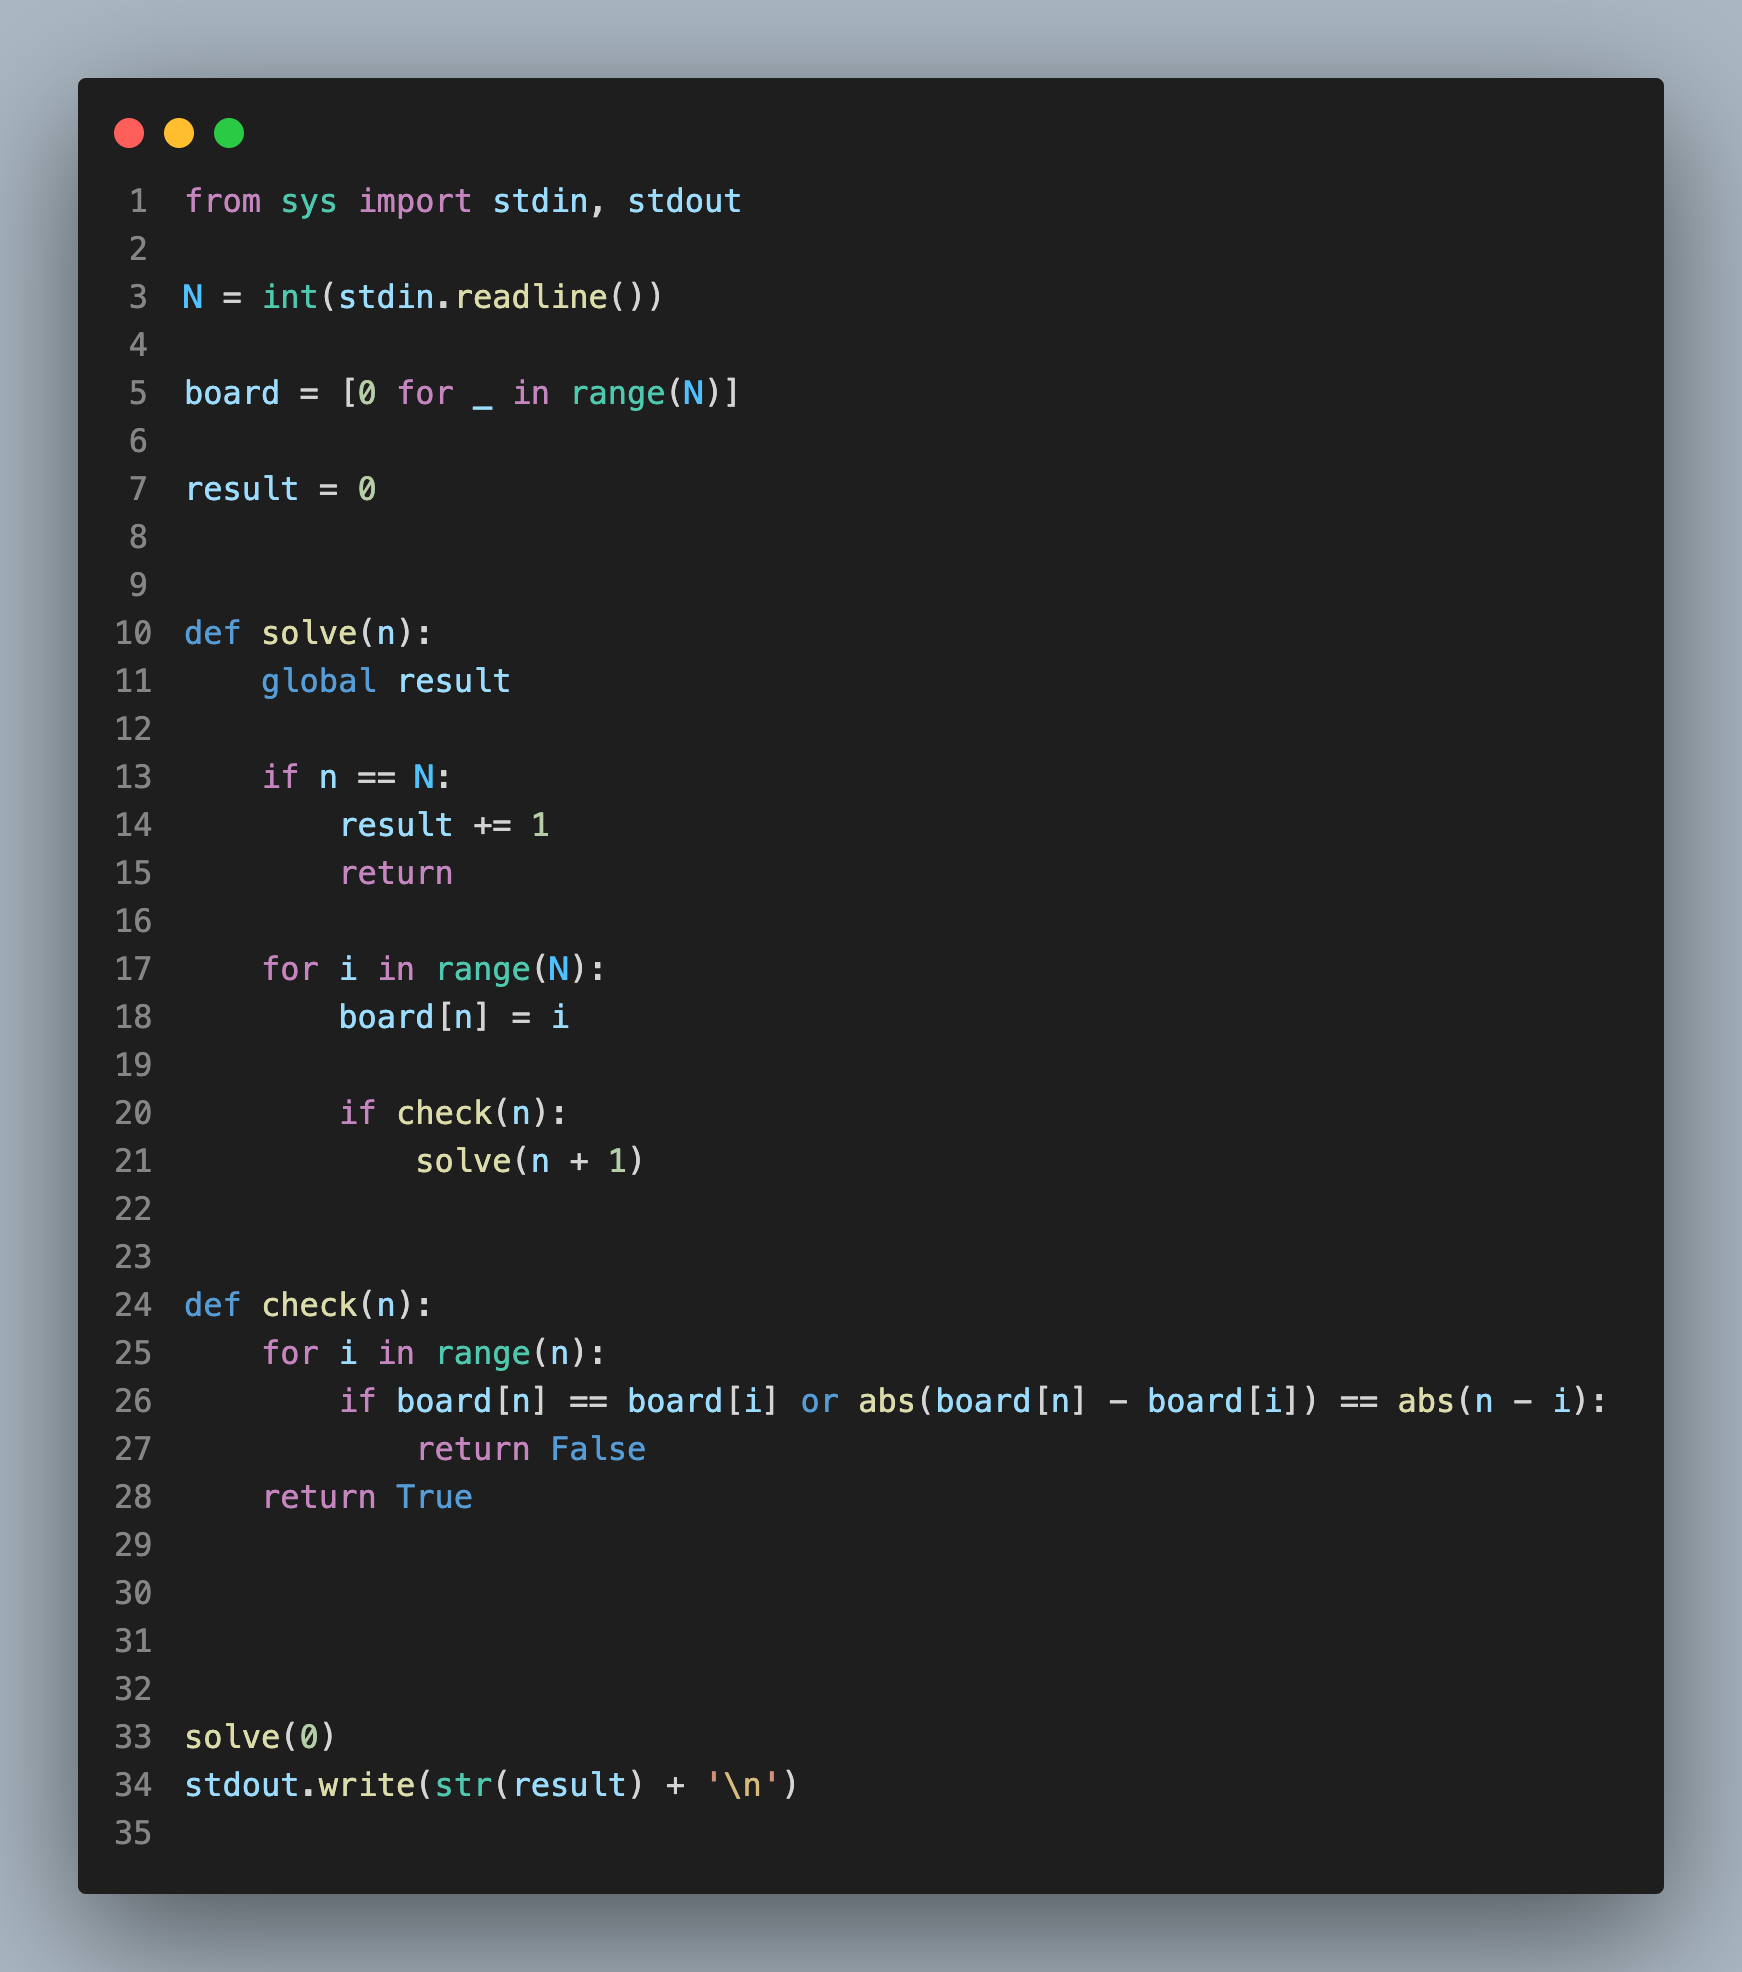 1 from sys import stdin, stdout
2
3 N = int(stdin.readline())
4
5 board = [0 for _ in range(N)]
6
7 result = 0
8
9
10 def solve(n):
11     global result
12
13     if n == N:
14         result += 1
15         return
16
17     for i in range(N):
18         board[n] = i
19
20         if check(n):
21             solve(n + 1)
22
23
24 def check(n):
25     for i in range(n):
26         if board[n] == board[i] or abs(board[n] - board[i]) == abs(n - i):
27             return False
28     return True
29
30
31
32
33 solve(0)
34 stdout.write(str(result) + '\n')
35